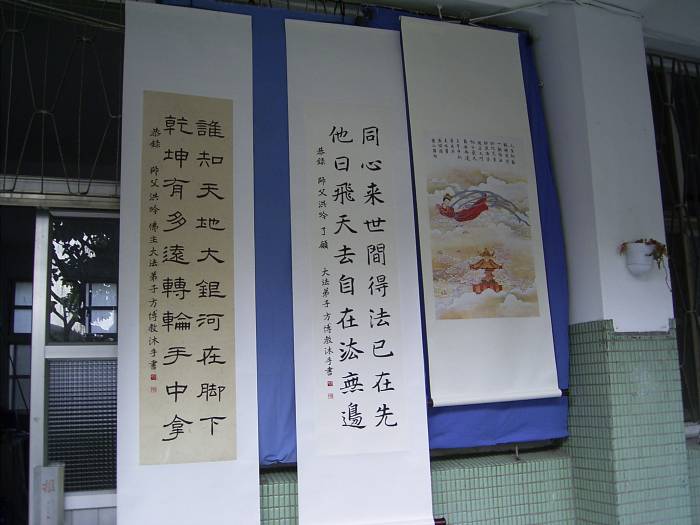 誰知天地大銀河在脚下
乾坤有多遠轉輪手中拿
恭錄 師父洪吟 佛主大法弟子方博教沐手書
同心来世間得法已在先
他日飛天去自在法無邊
恭錄 師父洪吟 了願 大法弟子方博教沐手書